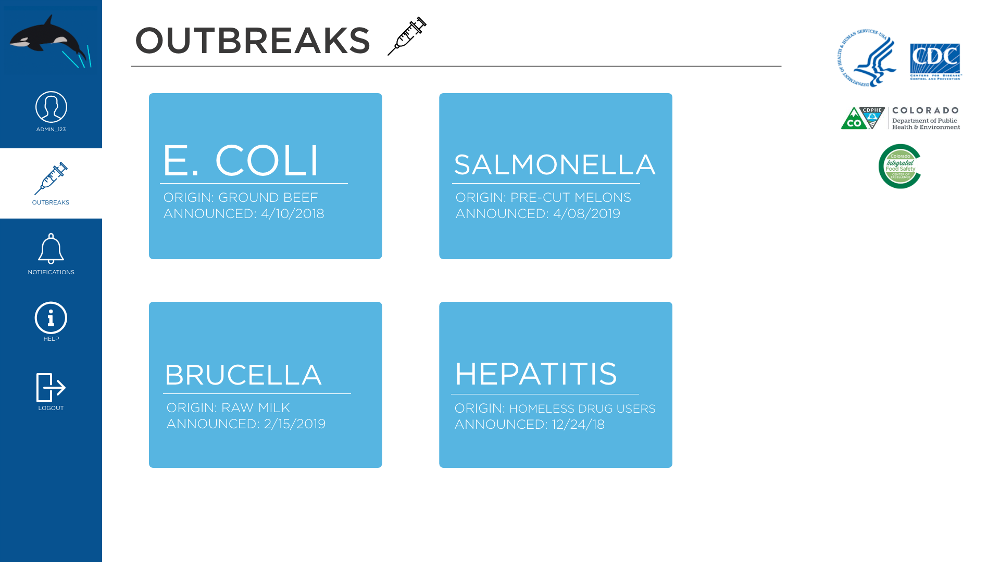 OUTBREAKS
ADMIN_123
OUTBREAKS
NOTIFICATIONS
HELP
LOGOUT
E. COLI
ORIGIN: GROUND BEEF
ANNOUNCED: 4/10/2018
SALMONELLA
ORIGIN: PRE-CUT MELONS
ANNOUNCED: 4/08/2019
BRUCELLA
ORIGIN: RAW MILK
ANNOUNCED: 2/15/2019
HEPATITIS
ORIGIN: HOMELESS DRUG USERS
ANNOUNCED: 12/24/18
DEPARTMENT OF HEALTH & HUMAN SERVICES·USA
CDC
CENTERS FOR DISEASE
CONTROL AND PREVENTION
CO
CDPHE
COLORADO
Department of Public
Health & Environment
Colorado
Integrated
Food Safety
CENTER OF
EXCELLENCE